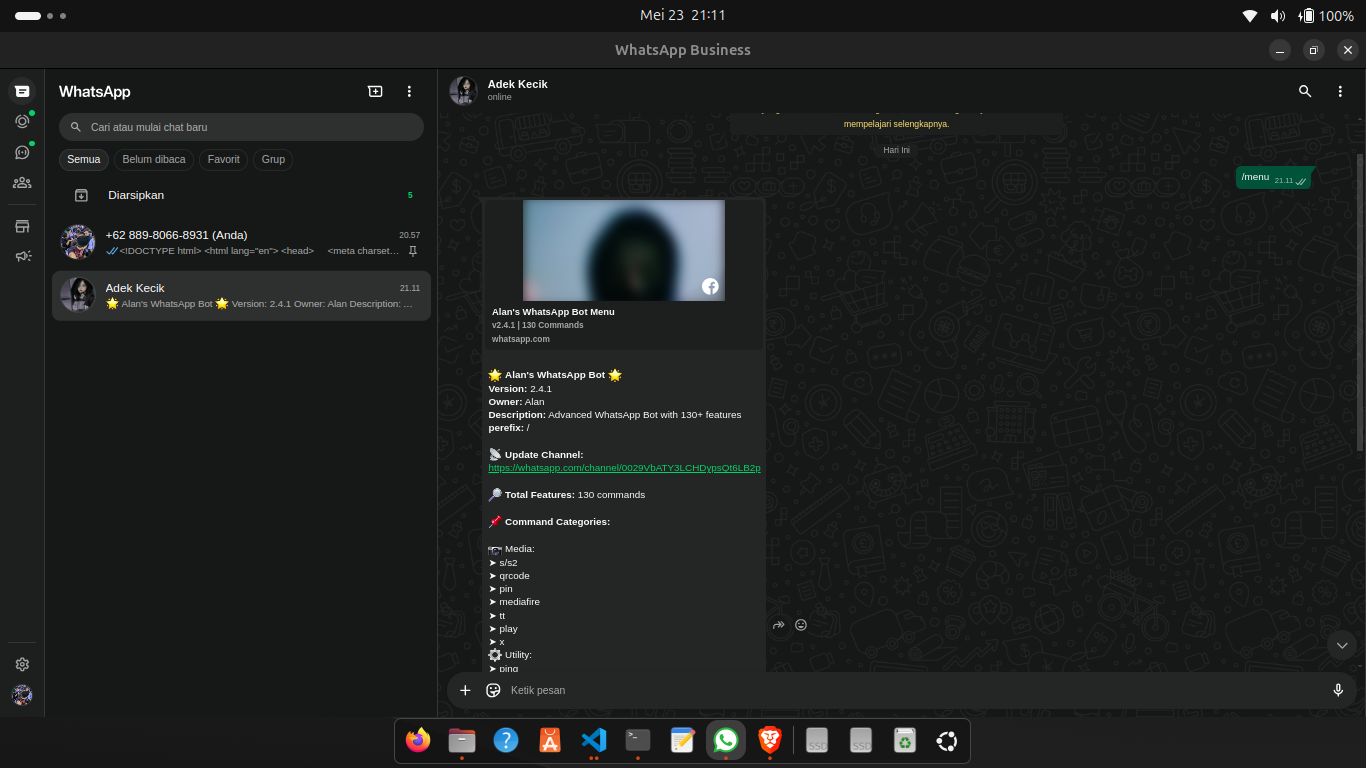 Mei 23 21:11
100%
WhatsApp Business
WhatsApp
Cari atau mulai chat baru
Semua
Belum dibaca
Favorit
Grup
Diarsipkan
5
+62 889-8066-8931 (Anda)
20.57
<!DOCTYPE html> <html lang="en"> <head> <meta charset...
Adek Kecik
21.11
🌟 Alan's WhatsApp Bot 🌟 Version: 2.4.1 Owner: Alan Description: ...
Adek Kecik
online
mempelajari selengkapnya.
Hari Ini
/menu 21.11
Alan's WhatsApp Bot Menu
v2.4.1 | 130 Commands
whatsapp.com
🌟 Alan's WhatsApp Bot 🌟
Version: 2.4.1
Owner: Alan
Description: Advanced WhatsApp Bot with 130+ features
perefix: /
📡 Update Channel:
https://whatsapp.com/channel/0029VbATY3LCHDypsQt6LB2p
🔎 Total Features: 130 commands
📌 Command Categories:
📷 Media:
➤ s/s2
➤ qrcode
➤ pin
➤ mediafire
➤ tt
➤ play
➤ x
⚙️ Utility:
➤ ping
Ketik pesan
SSD
SSD